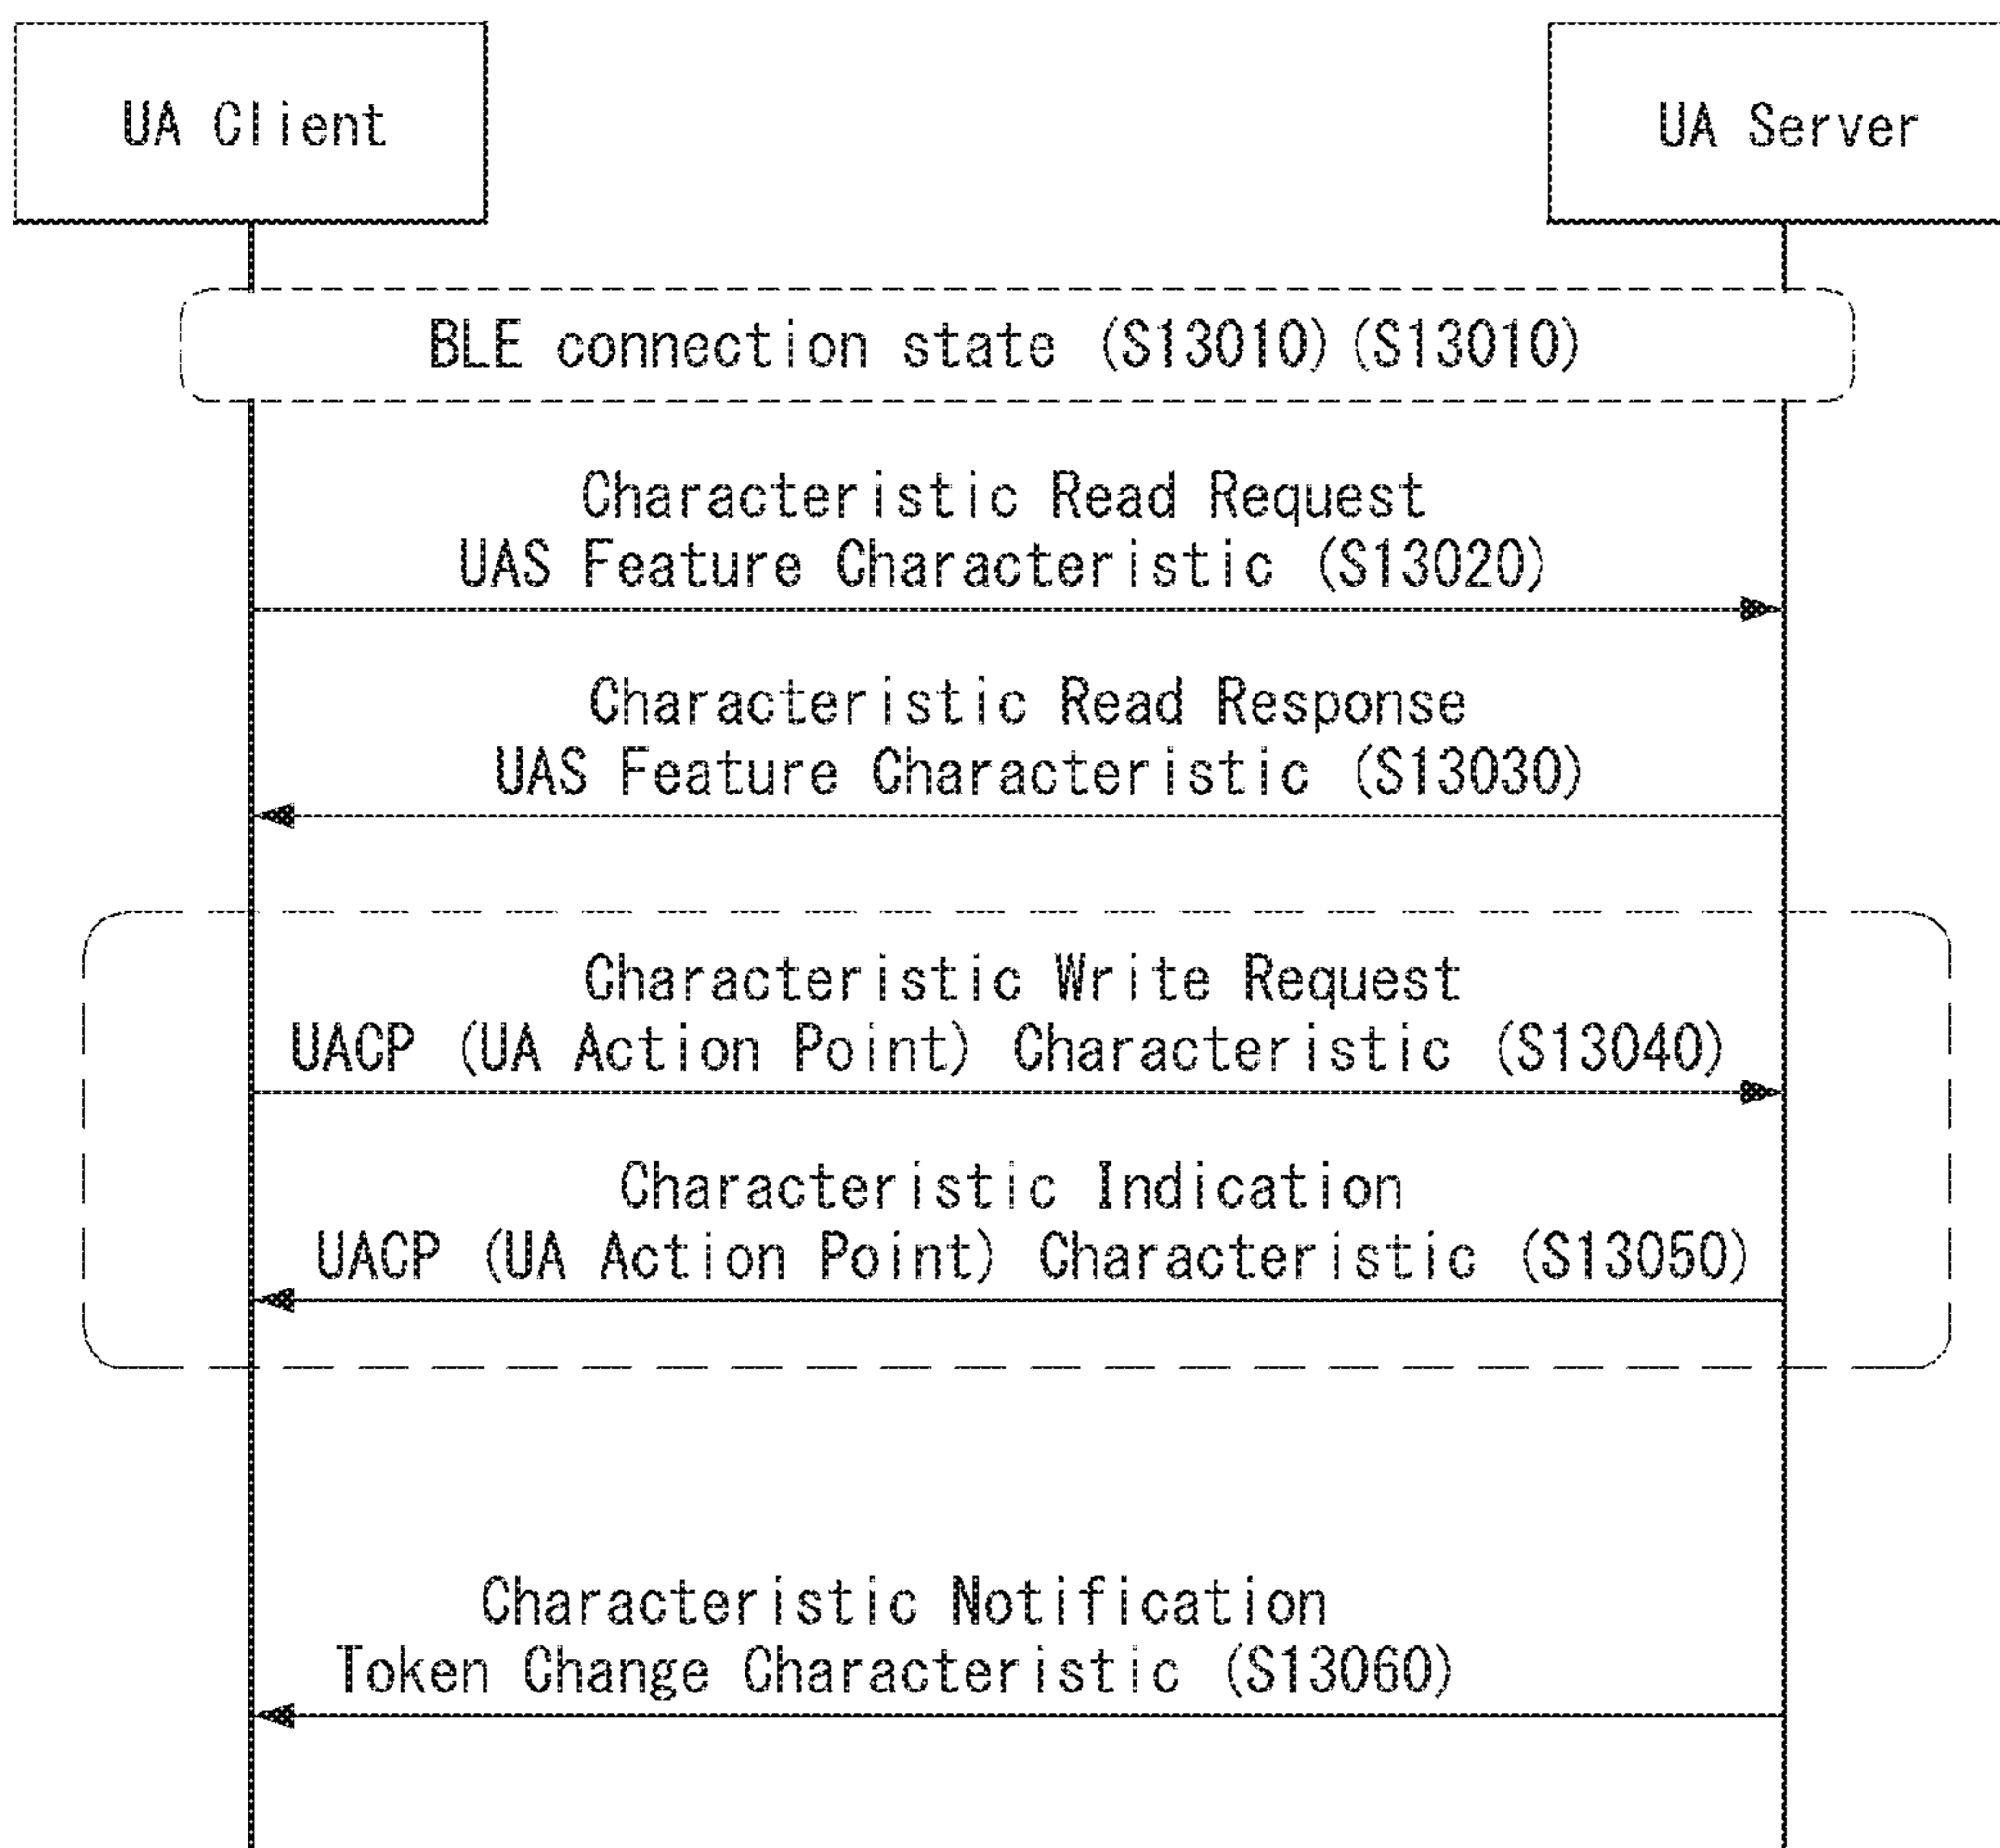 UA Client
UA Server
BLE connection state (S13010)(S13010)
Characteristic Read Request
UAS Feature Characteristic (S13020)
Characteristic Read Response
UAS Feature Characteristic (S13030)
Characteristic Write Request
UACP (UA Action Point) Characteristic (S13040)
Characteristic Indication
UACP (UA Action Point) Characteristic (S13050)
Characteristic Notification
Token Change Characteristic (S13060)